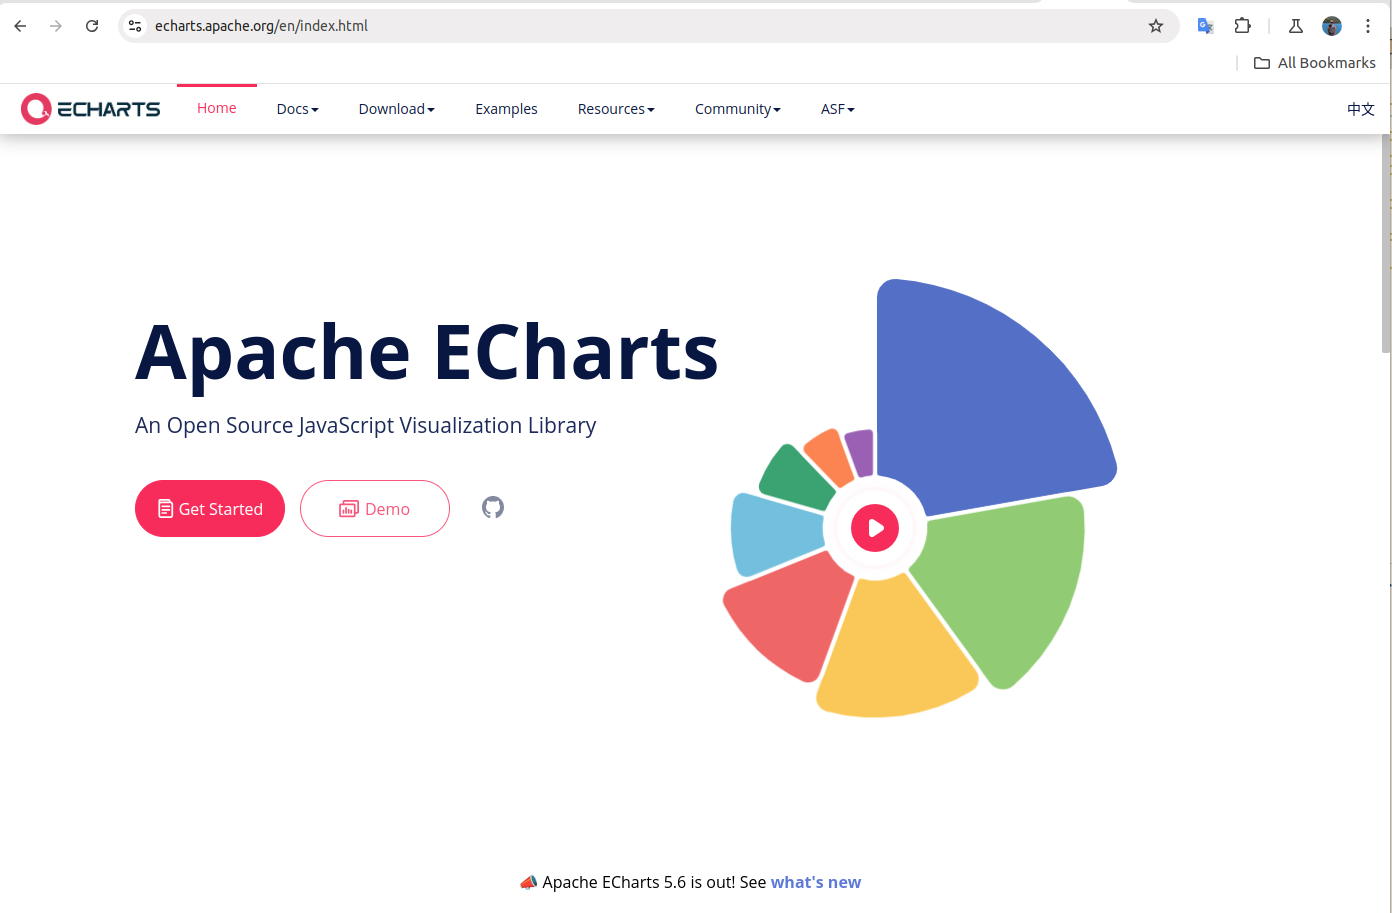 echarts.apache.org/en/index.html
All Bookmarks
ECHARTS Home Docs Download Examples Resources Community ASF 中文
Apache ECharts
An Open Source JavaScript Visualization Library
Get Started Demo
Apache ECharts 5.6 is out! See what's new